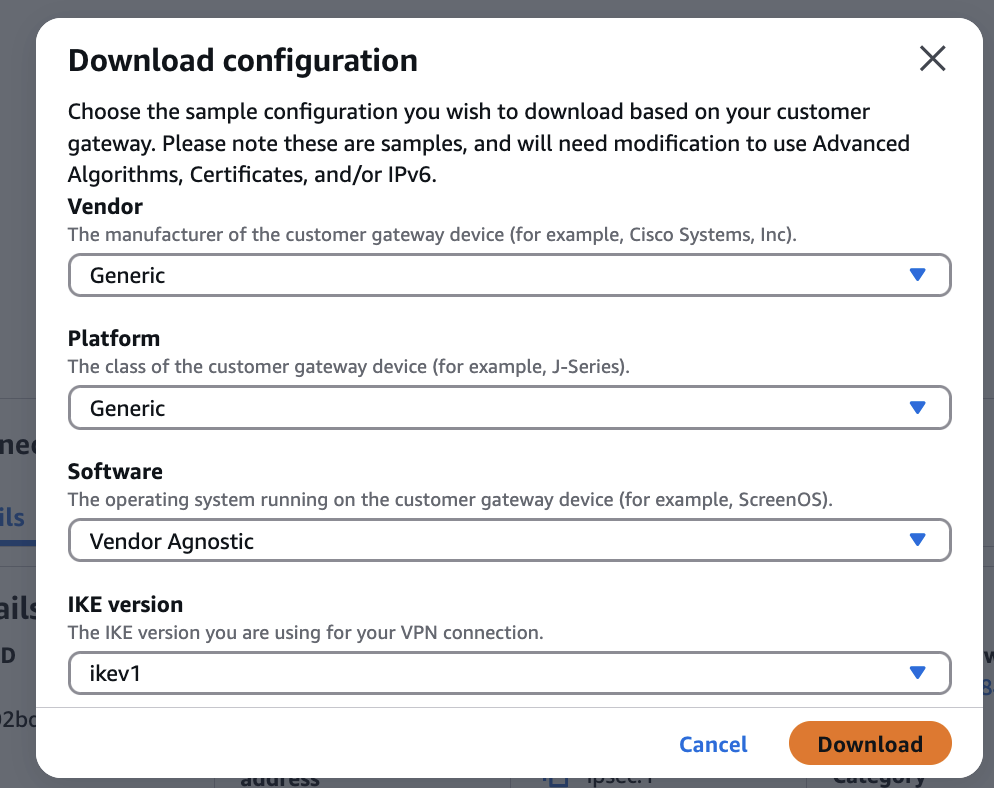 Download configuration
Choose the sample configuration you wish to download based on your customer
gateway. Please note these are samples, and will need modification to use Advanced
Algorithms, Certificates, and/or IPv6.
Vendor
The manufacturer of the customer gateway device (for example, Cisco Systems, Inc).
Generic
Platform
The class of the customer gateway device (for example, J-Series).
Generic
Software
The operating system running on the customer gateway device (for example, ScreenOS).
Vendor Agnostic
IKE version
The IKE version you are using for your VPN connection.
ikev1
Cancel
Download
address
Category